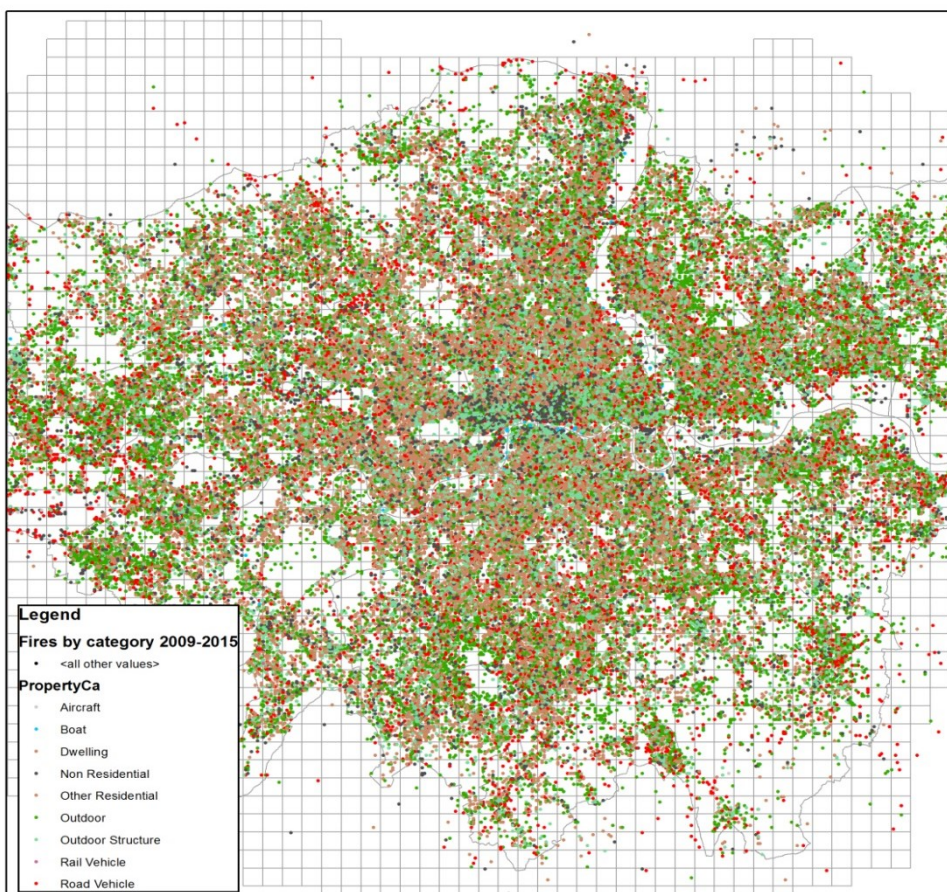 Legend
Fires by category 2009-2015
<all other values>
PropertyCa
Aircraft
Boat
Dwelling
Non Residential
Other Residential
Outdoor
Outdoor Structure
Rail Vehicle
Road Vehicle